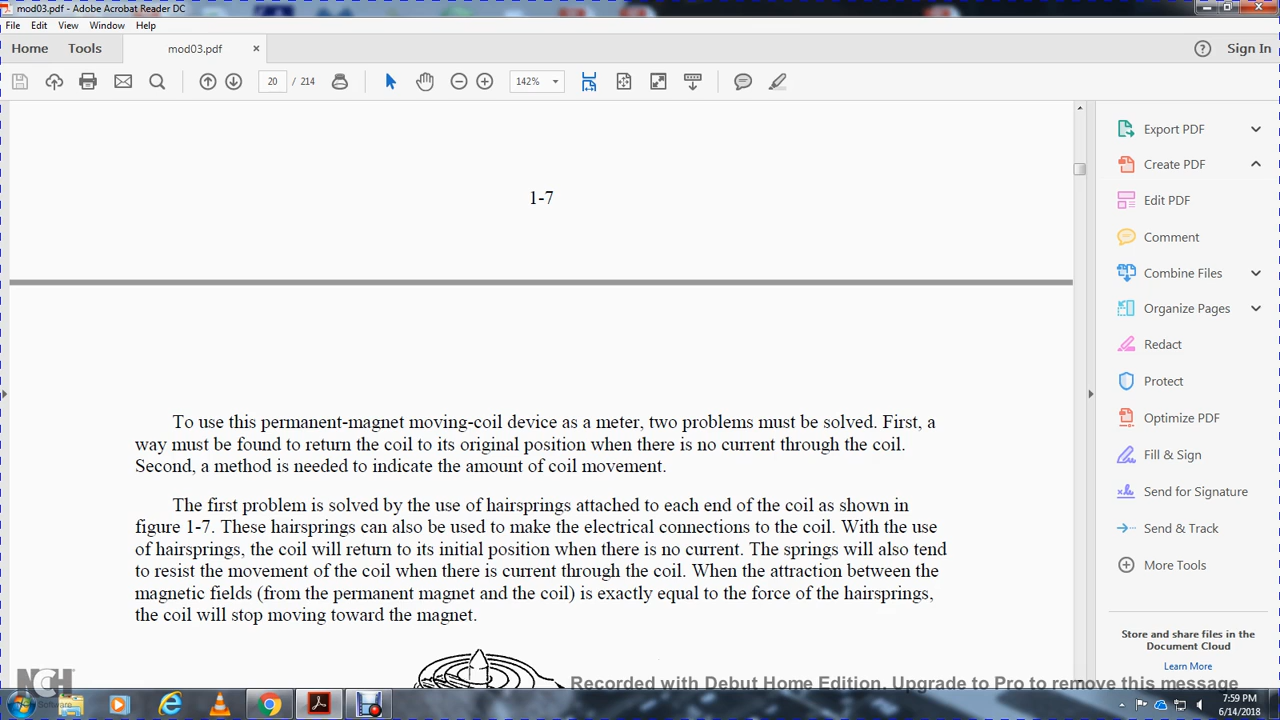 mod03.pdf - Adobe Acrobat Reader DC
File Edit View Window Help
Home Tools mod03.pdf × Sign In
20 / 214 142%
1-7
To use this permanent-magnet moving-coil device as a meter, two problems must be solved. First, a
way must be found to return the coil to its original position when there is no current through the coil.
Second, a method is needed to indicate the amount of coil movement.
The first problem is solved by the use of hairsprings attached to each end of the coil as shown in
figure 1-7. These hairsprings can also be used to make the electrical connections to the coil. With the use
of hairsprings, the coil will return to its initial position when there is no current. The springs will also tend
to resist the movement of the coil when there is current through the coil. When the attraction between the
magnetic fields (from the permanent magnet and the coil) is exactly equal to the force of the hairsprings,
the coil will stop moving toward the magnet.
Export PDF
Create PDF
Edit PDF
Comment
Combine Files
Organize Pages
Redact
Protect
Optimize PDF
Fill & Sign
Send for Signature
Send & Track
More Tools
Store and share files in the
Document Cloud
Learn More
NCH
Software
Recorded with Debut Home Edition. Upgrade to Pro to remove this message
7:59 PM
6/14/2018